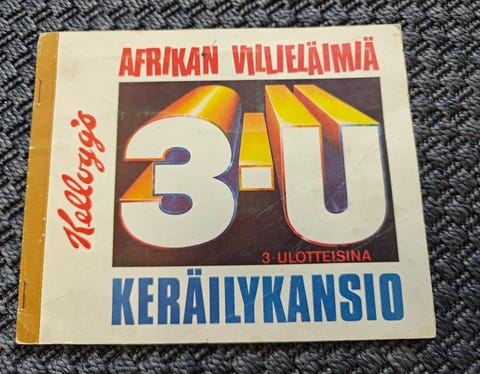 AFRIKAN VILLIELÄIMIÄ
Kellogg's
3-U
3-ULOTTEISINA
KERÄILYKANSIO